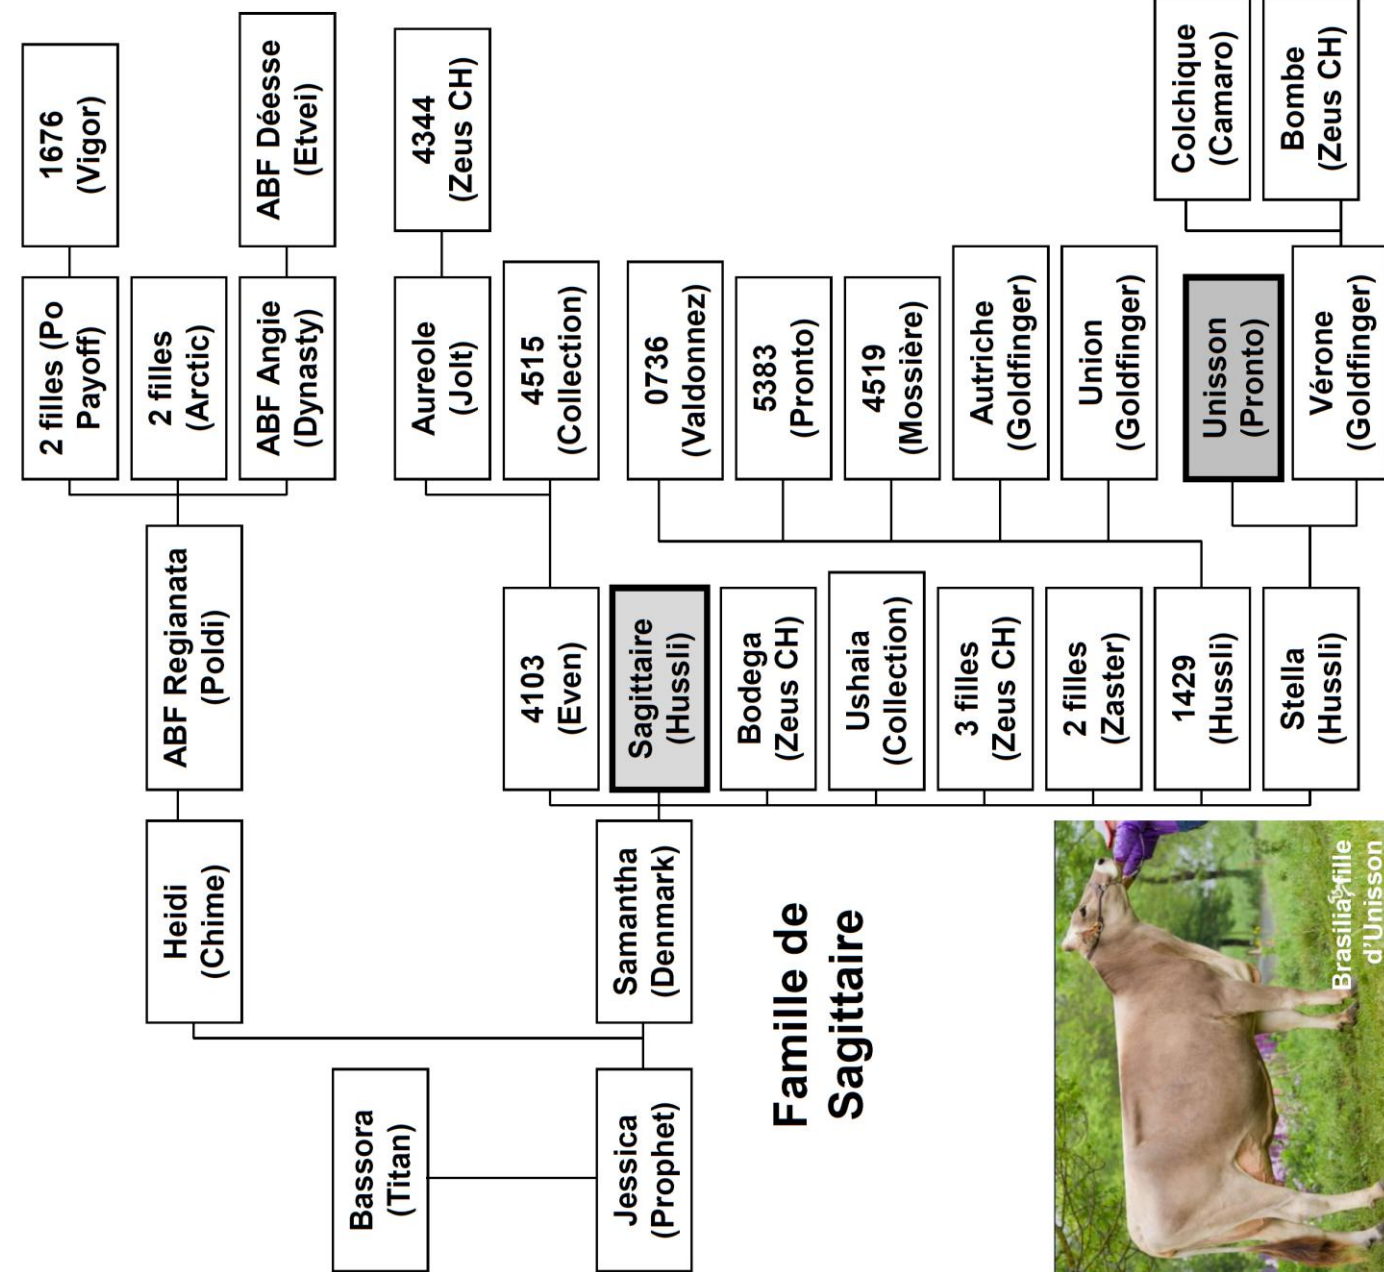 Bassora
(Titan)
Jessica
(Prophet)
Heidi
(Chime)
Samantha
(Denmark)
Famille de
Sagittaire
ABF Regianata
(Poldi)
4103
(Even)
Sagittaire
(Hussli)
Bodega
(Zeus CH)
Ushaia
(Collection)
3 filles
(Zeus CH)
2 filles
(Zaster)
1429
(Hussli)
Stella
(Hussli)
2 filles (Po
Payoff)
2 filles
(Arctic)
ABF Angie
(Dynasty)
Aureole
(Jolt)
4515
(Collection)
0736
(Valdonnez)
5383
(Pronto)
4519
(Mossière)
Autriche
(Goldfinger)
Union
(Goldfinger)
Unisson
(Pronto)
Vérone
(Goldfinger)
1676
(Vigor)
ABF Déesse
(Etvei)
4344
(Zeus CH)
Colchique
(Camaro)
Bombe
(Zeus CH)
Brasilia, fille
d'Unisson